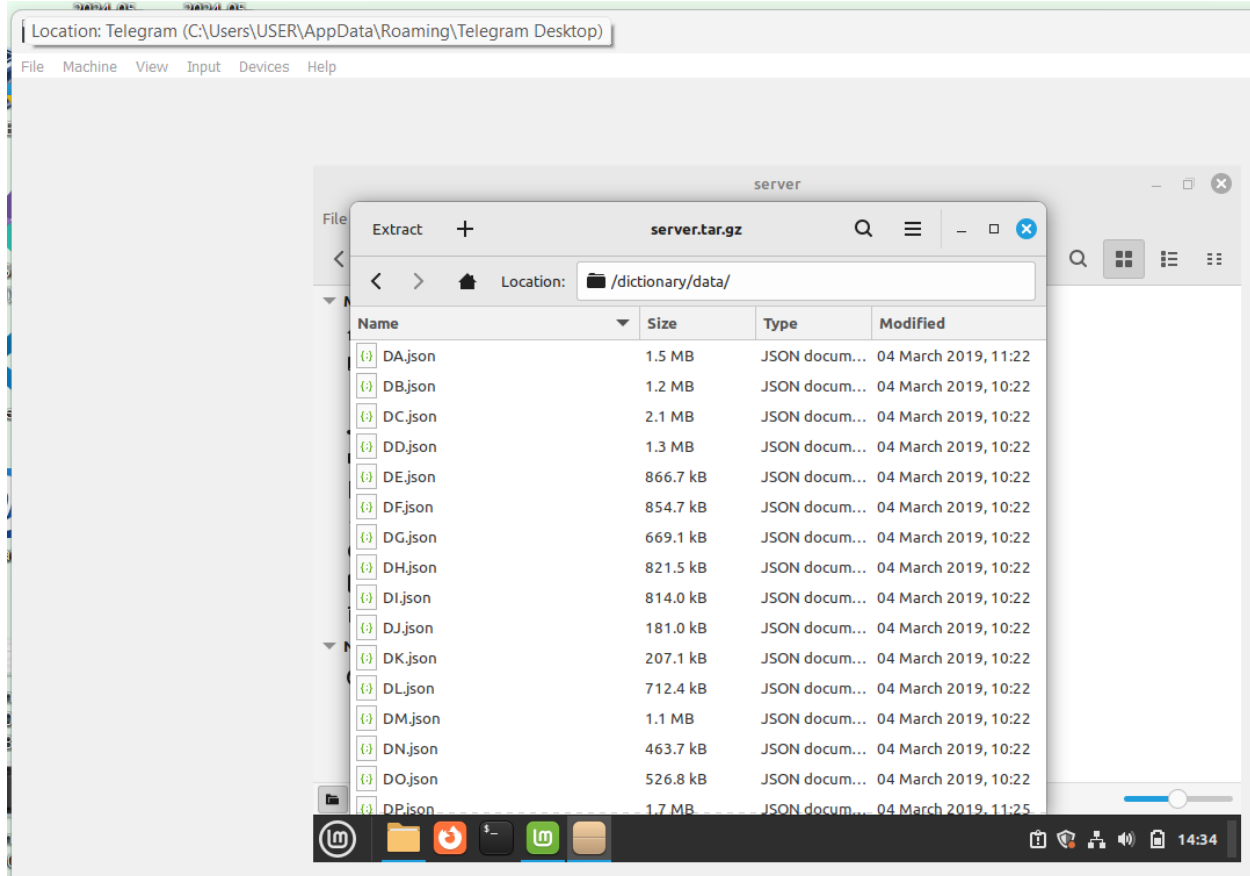 Location: Telegram (C:\Users\USER\AppData\Roaming\Telegram Desktop)
File Machine View Input Devices Help
server
File
Extract + server.tar.gz
Location: /dictionary/data/
Name Size Type Modified
DA.json 1.5 MB JSON docum... 04 March 2019, 11:22
DB.json 1.2 MB JSON docum... 04 March 2019, 10:22
DC.json 2.1 MB JSON docum... 04 March 2019, 10:22
DD.json 1.3 MB JSON docum... 04 March 2019, 10:22
DE.json 866.7 kB JSON docum... 04 March 2019, 10:22
DF.json 854.7 kB JSON docum... 04 March 2019, 10:22
DG.json 669.1 kB JSON docum... 04 March 2019, 10:22
DH.json 821.5 kB JSON docum... 04 March 2019, 10:22
DI.json 814.0 kB JSON docum... 04 March 2019, 10:22
DJ.json 181.0 kB JSON docum... 04 March 2019, 10:22
DK.json 207.1 kB JSON docum... 04 March 2019, 10:22
DL.json 712.4 kB JSON docum... 04 March 2019, 10:22
DM.json 1.1 MB JSON docum... 04 March 2019, 10:22
DN.json 463.7 kB JSON docum... 04 March 2019, 10:22
DO.json 526.8 kB JSON docum... 04 March 2019, 10:22
DP.json 1.7 MB JSON docum... 04 March 2019, 11:25
14:34